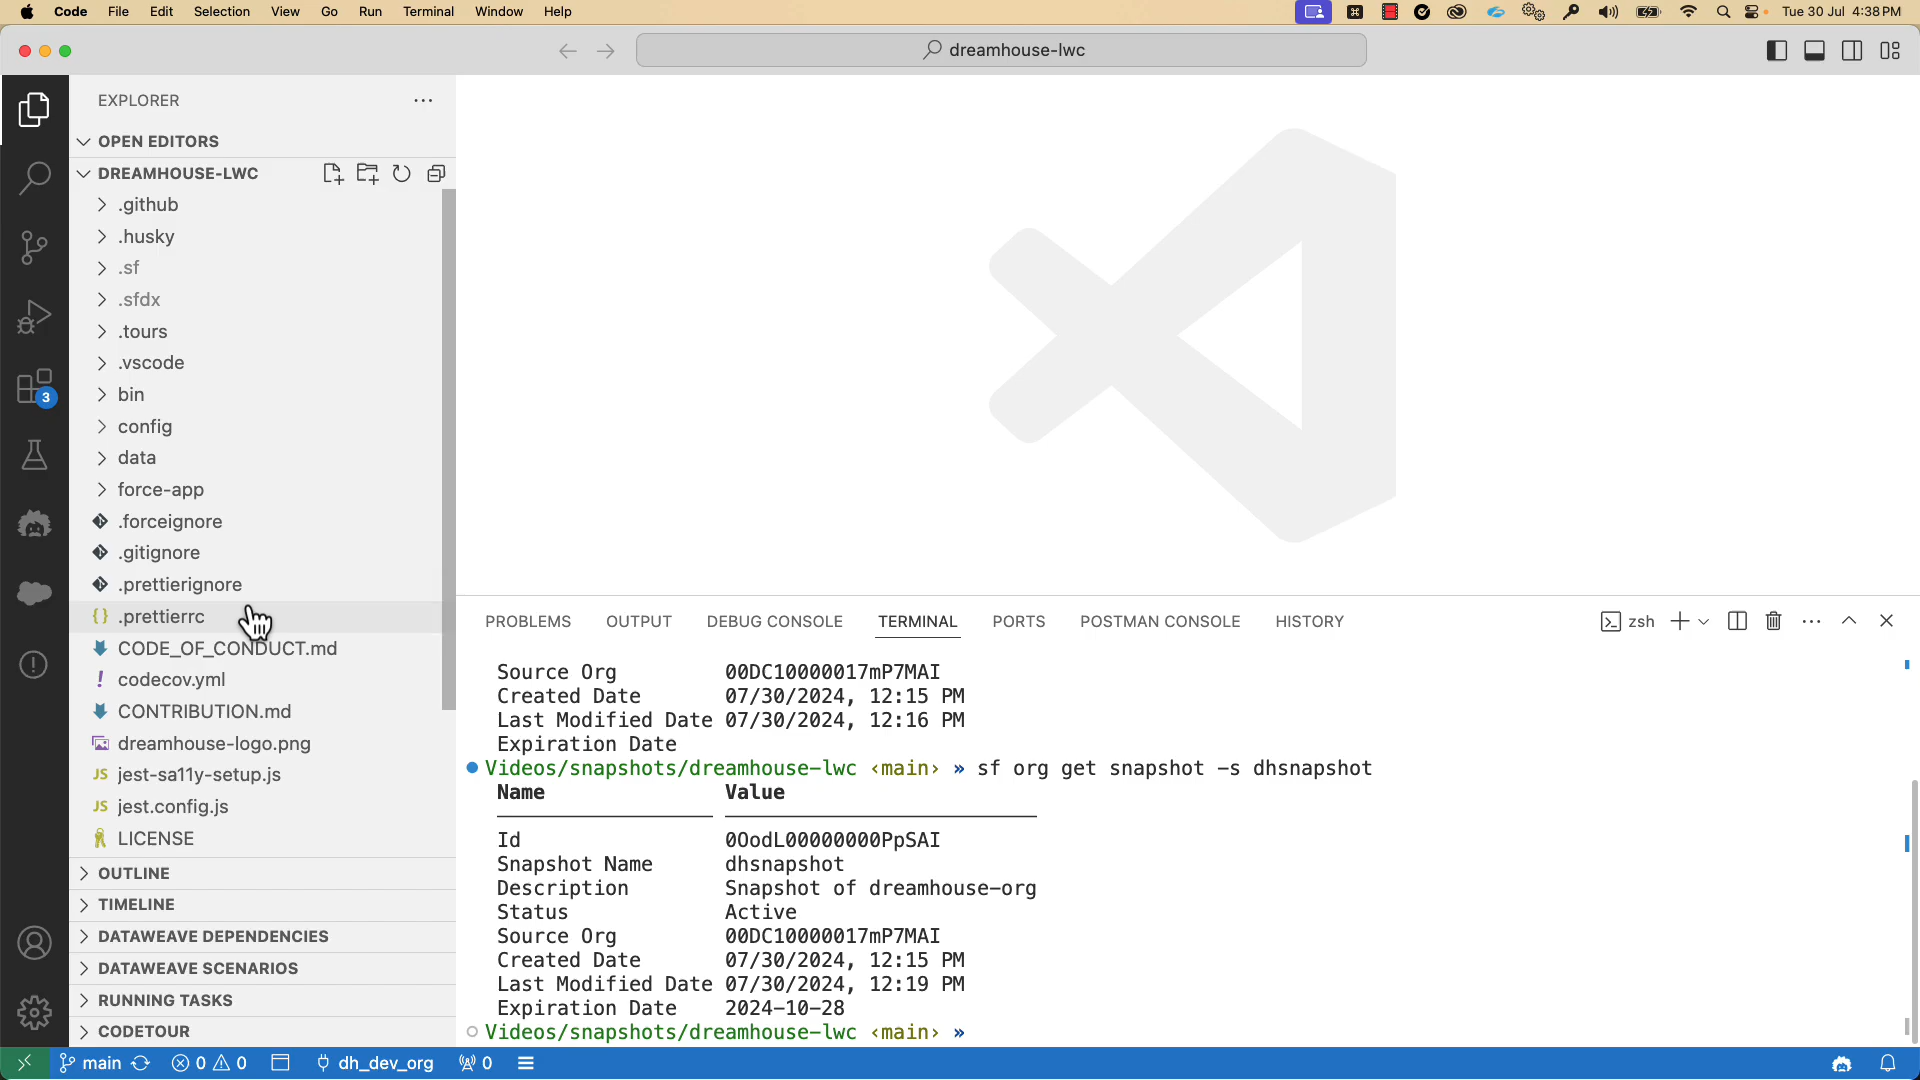 Code File Edit Selection View Go Run Terminal Window Help
Tue 30 Jul 4:38 PM
dreamhouse-lwc
EXPLORER
OPEN EDITORS
DREAMHOUSE-LWC
.github
.husky
.sf
.sfdx
.tours
.vscode
bin
config
data
force-app
.forceignore
.gitignore
.prettierignore
{} .prettierrc
CODE_OF_CONDUCT.md
! codecov.yml
CONTRIBUTION.md
dreamhouse-logo.png
JS jest-sa11y-setup.js
JS jest.config.js
LICENSE
OUTLINE
TIMELINE
DATAWEAVE DEPENDENCIES
DATAWEAVE SCENARIOS
RUNNING TASKS
CODETOUR
3
PROBLEMS OUTPUT DEBUG CONSOLE TERMINAL PORTS POSTMAN CONSOLE HISTORY
zsh
Source Org 00DC10000017mP7MAI
Created Date 07/30/2024, 12:15 PM
Last Modified Date 07/30/2024, 12:16 PM
Expiration Date
Videos/snapshots/dreamhouse-lwc ‹main› » sf org get snapshot -s dhsnapshot
Name Value
Id 0OodL00000000PpSAI
Snapshot Name dhsnapshot
Description Snapshot of dreamhouse-org
Status Active
Source Org 00DC10000017mP7MAI
Created Date 07/30/2024, 12:15 PM
Last Modified Date 07/30/2024, 12:19 PM
Expiration Date 2024-10-28
Videos/snapshots/dreamhouse-lwc ‹main› »
main 0 0 dh_dev_org 0